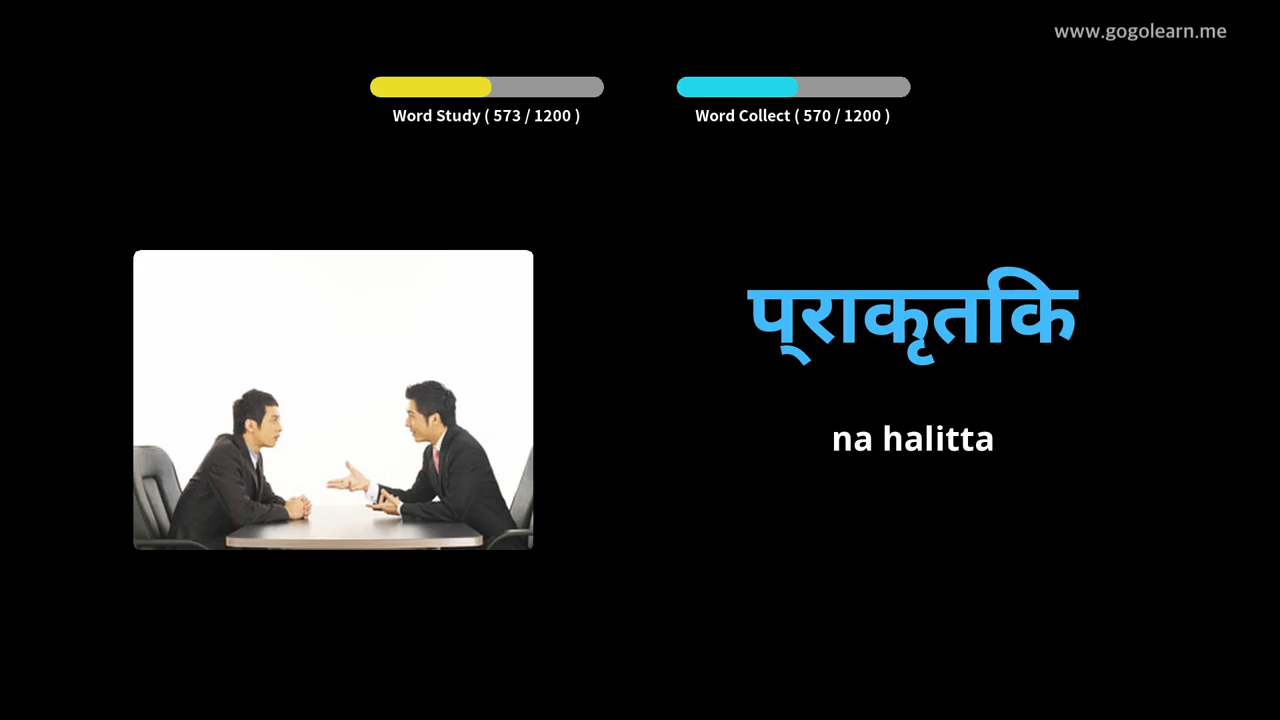 www.gogolearn.me
Word Study ( 573 / 1200 )
Word Collect ( 570 / 1200 )
प्राकृतकि
na halitta